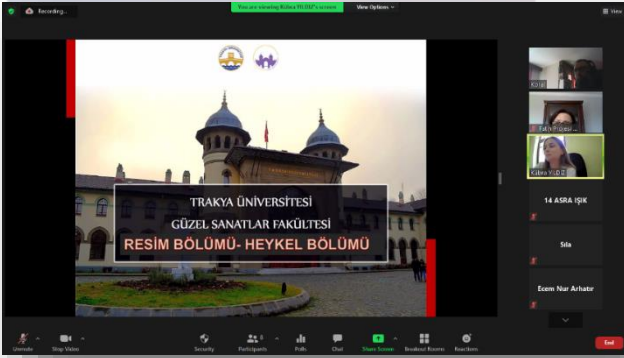 Recording...
You are viewing Kübra YILDIZ's screen
View Options
View
TRAKYA ÜNİVERSİTESİ
GÜZEL SANATLAR FAKÜLTESİ
RESİM BÖLÜMÜ- HEYKEL BÖLÜMÜ
Kübra YILDIZ
14 ASRA IŞIK
Sıla
Ecem Nur Arhatır
Unmute
Stop Video
Security
Participants
Polls
Chat
Share Screen
Breakout Rooms
Reactions
End